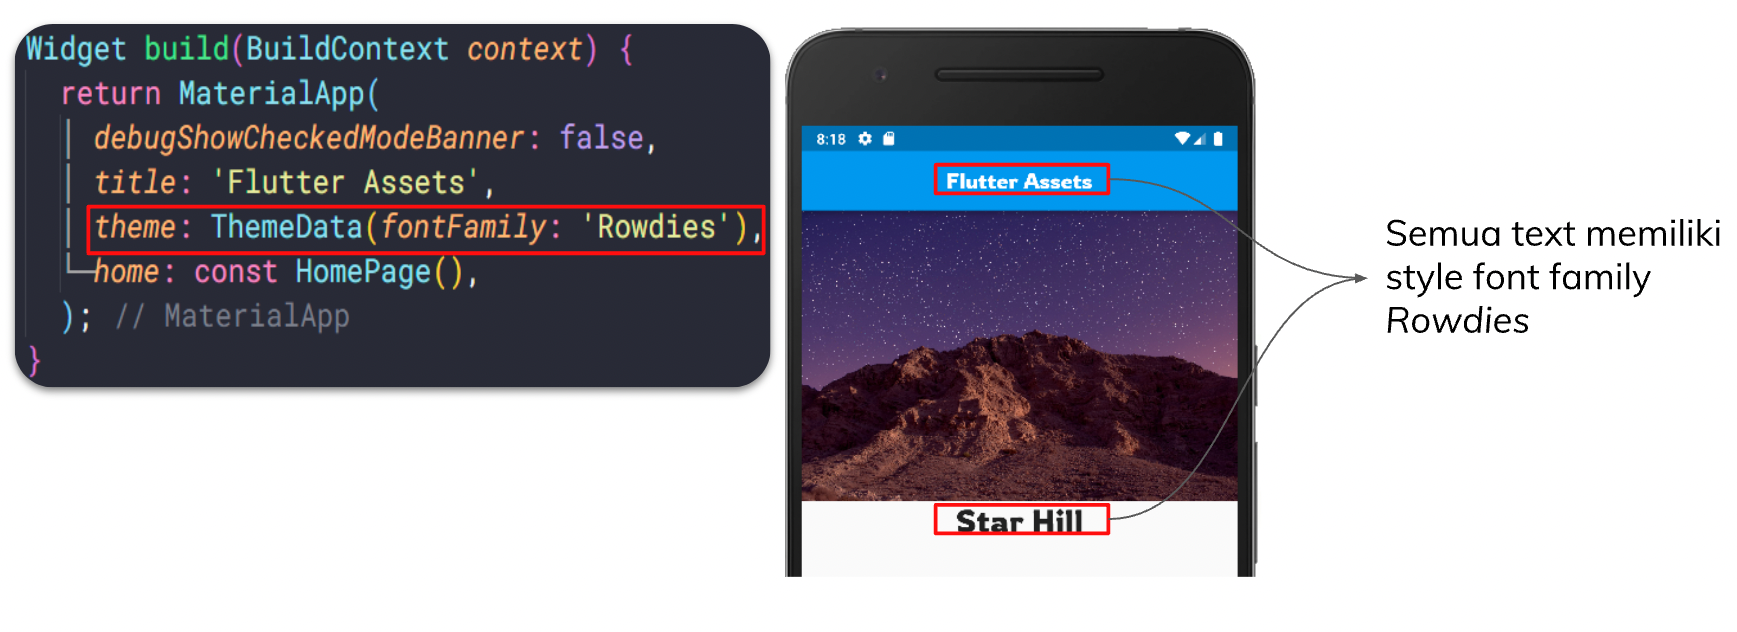 Widget build(BuildContext context) {
return MaterialApp(
debugShowCheckedModeBanner: false,
title: 'Flutter Assets',
theme: ThemeData(fontFamily: 'Rowdies'),
home: const HomePage(),
); // MaterialApp
}
8:18
Flutter Assets
Star Hill
Semua text memiliki
style font family
Rowdies